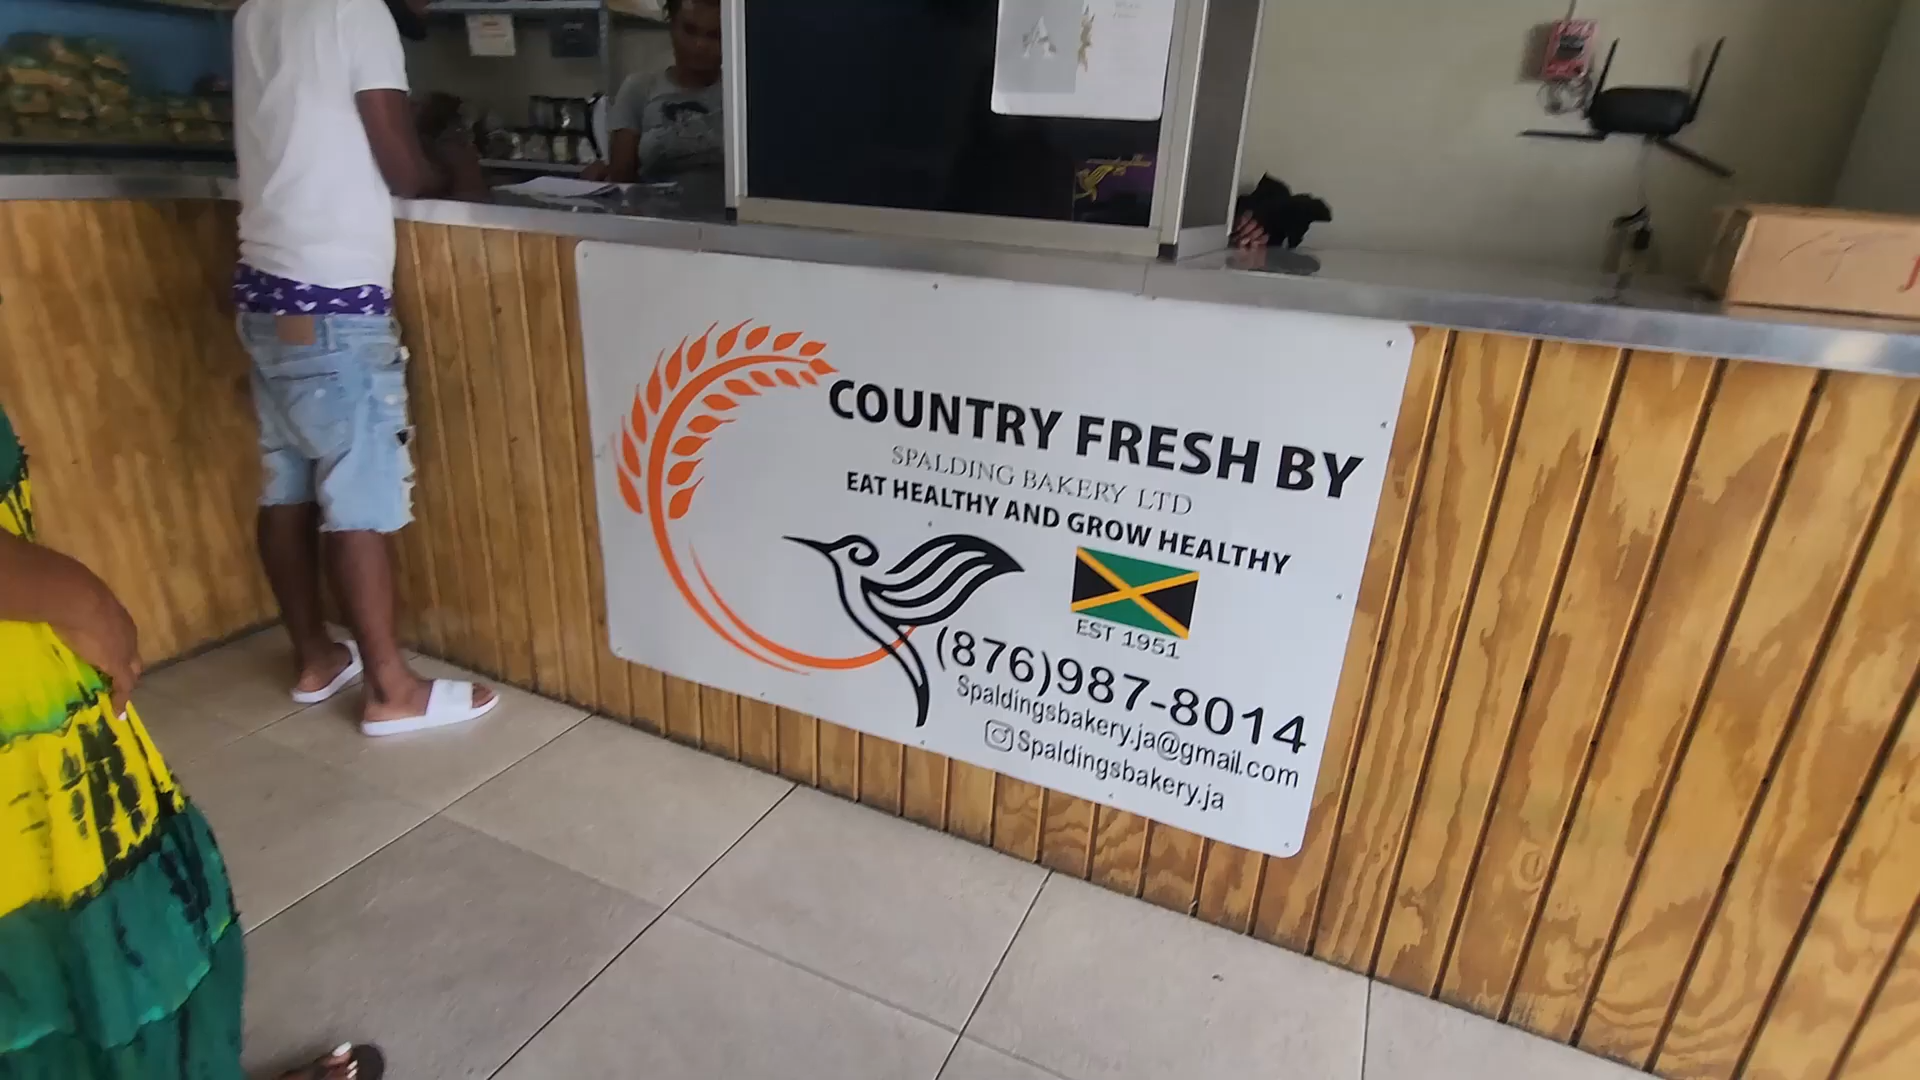 COUNTRY FRESH BY
SPALDING BAKERY LTD
EAT HEALTHY AND GROW HEALTHY
EST 1951
(876)987-8014
Spaldingsbakery.ja@gmail.com
Spaldingsbakery.ja